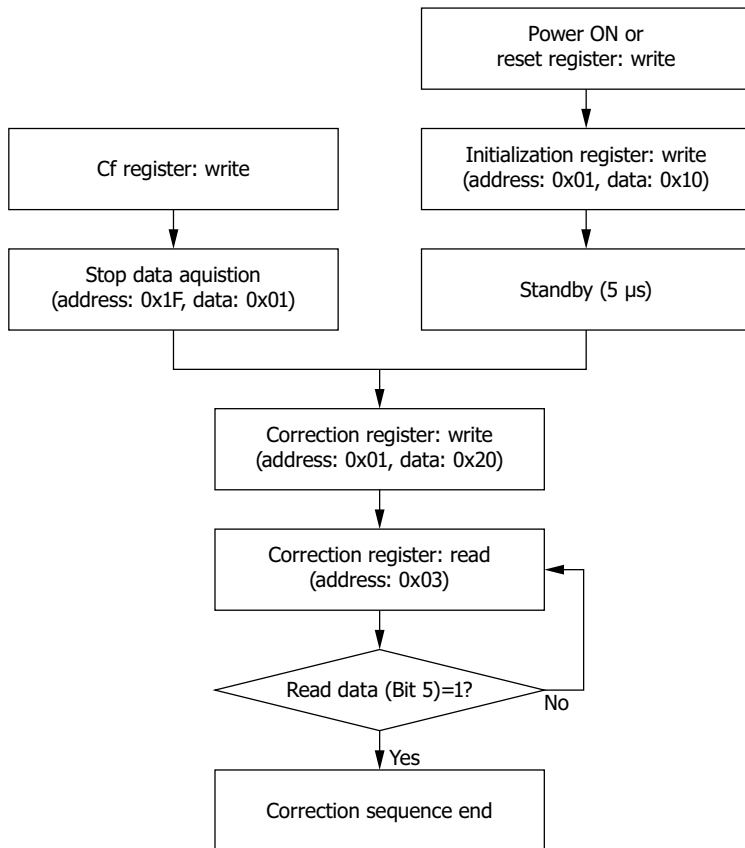 Power ON or
reset register: write
Cf register: write
Initialization register: write
(address: 0x01, data: 0x10)
Stop data aquistion
(address: 0x1F, data: 0x01)
Standby (5 µs)
Correction register: write
(address: 0x01, data: 0x20)
Correction register: read
(address: 0x03)
Read data (Bit 5)=1?
No
Yes
Correction sequence end